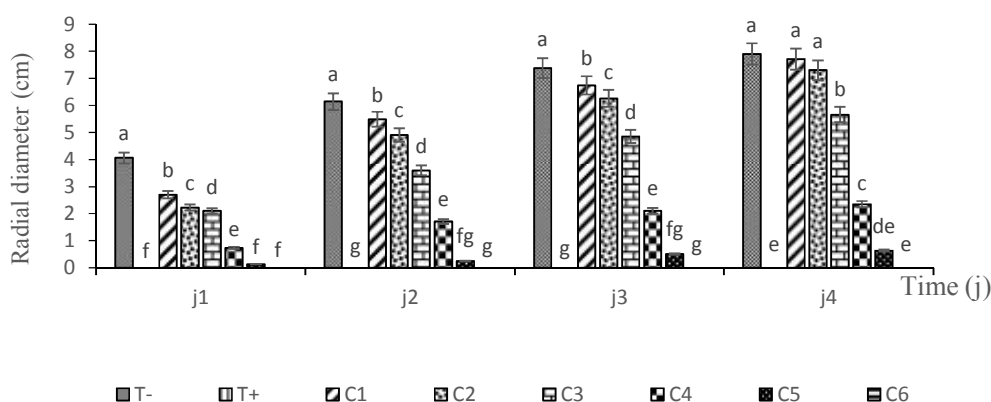 9
8
7
6
5
4
3
2
1
0
Radial diameter (cm)
a f b c d e f f
a g b c d e fg g
a g b c d e fg g
a e a a b c de e
j1 j2 j3 j4
Time (j)
T- T+ C1 C2 C3 C4 C5 C6